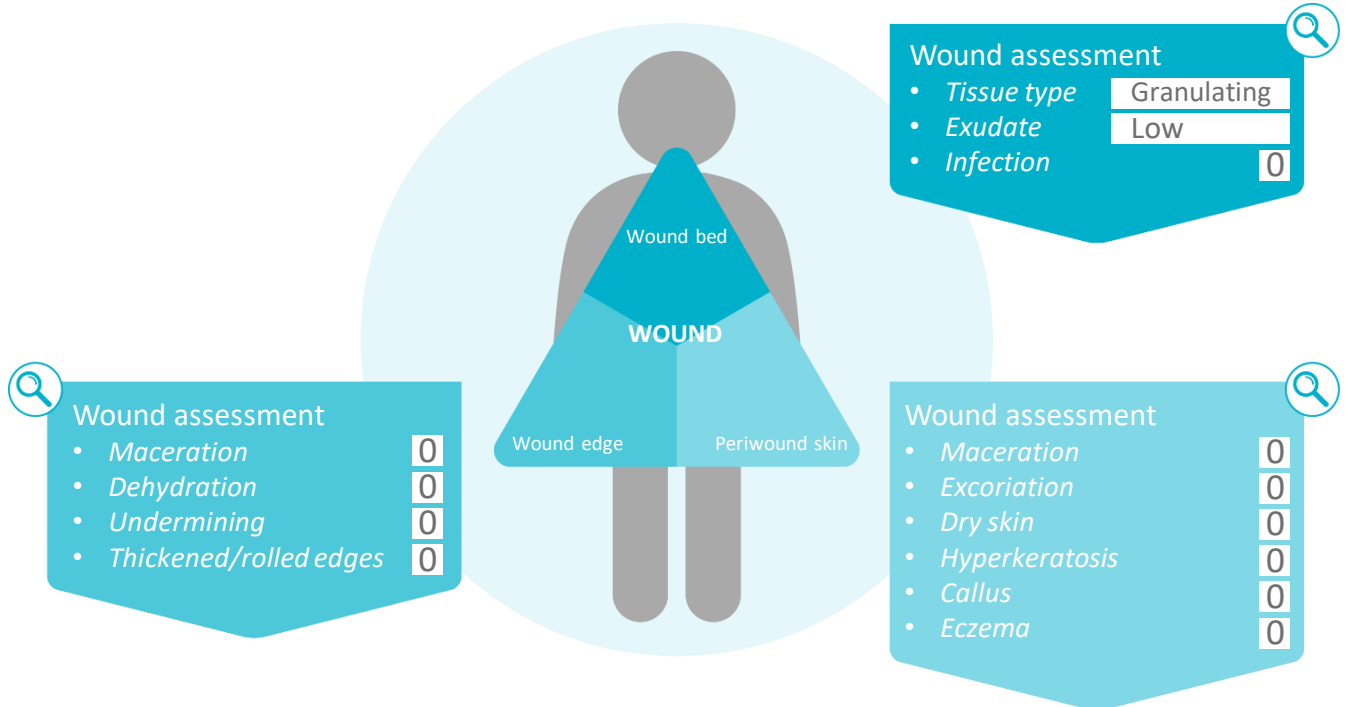 Wound assessment
• Tissue type Granulating
• Exudate Low
• Infection 0
Wound bed
WOUND
Wound edge
Periwound skin
Wound assessment
• Maceration 0
• Dehydration 0
• Undermining 0
• Thickened/rolled edges 0
Wound assessment
• Maceration 0
• Excoriation 0
• Dry skin 0
• Hyperkeratosis 0
• Callus 0
• Eczema 0